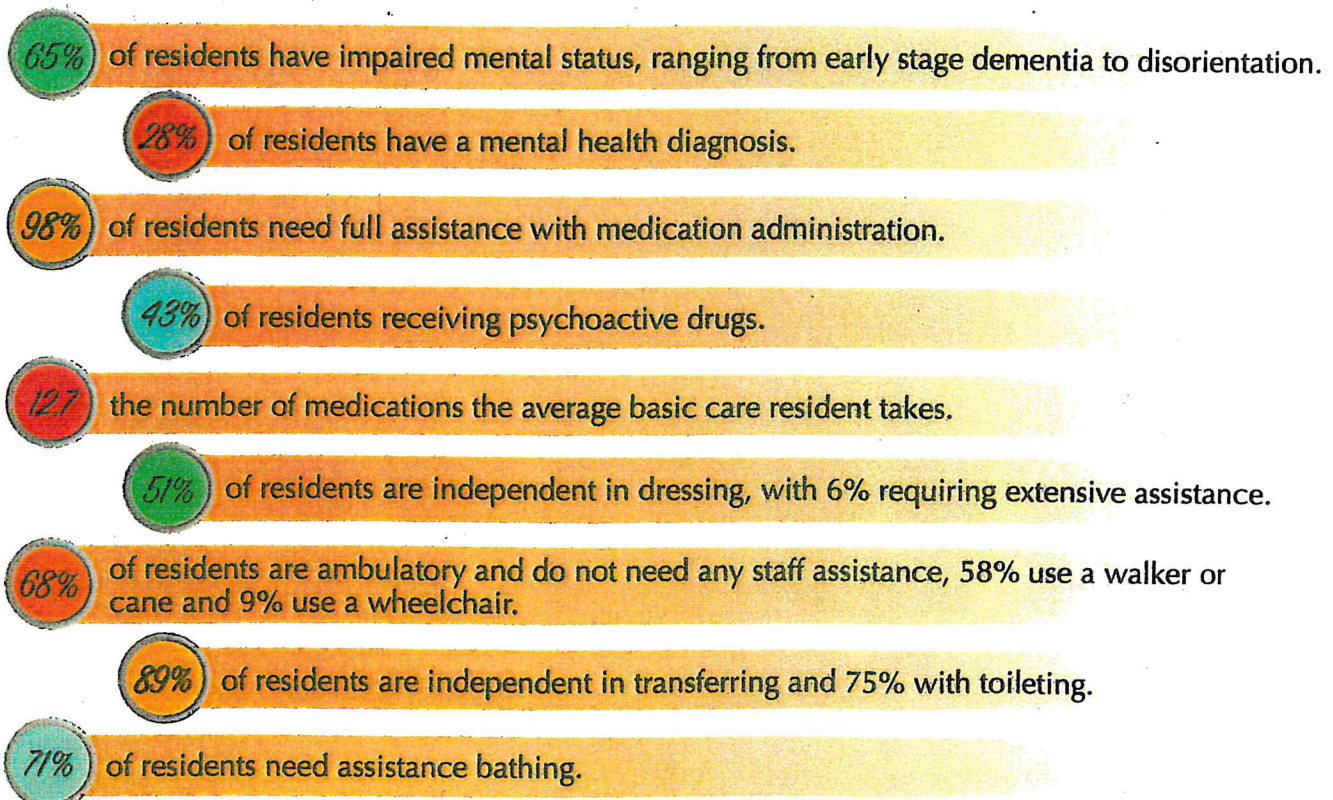 65% of residents have impaired mental status, ranging from early stage dementia to disorientation.
28% of residents have a mental health diagnosis.
98% of residents need full assistance with medication administration.
43% of residents receiving psychoactive drugs.
12.7 the number of medications the average basic care resident takes.
51% of residents are independent in dressing, with 6% requiring extensive assistance.
68% of residents are ambulatory and do not need any staff assistance, 58% use a walker or
cane and 9% use a wheelchair.
89% of residents are independent in transferring and 75% with toileting.
71% of residents need assistance bathing.